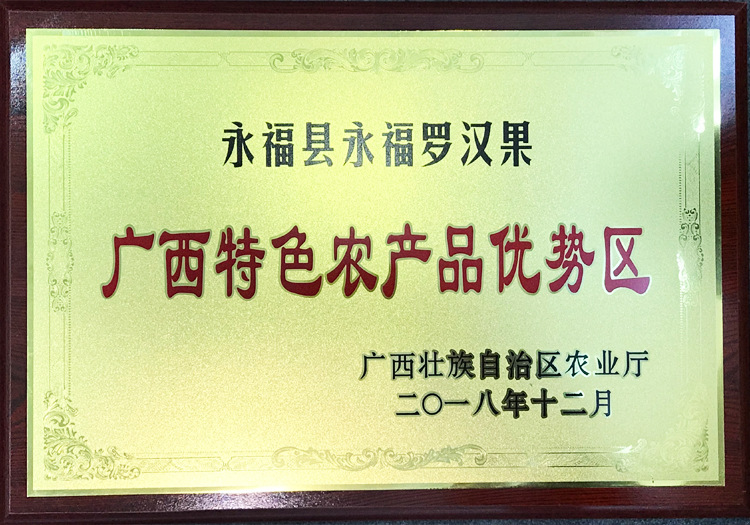 永福县永福罗汉果
广西特色农产品优势区
广西壮族自治区农业厅
二〇一八年十二月